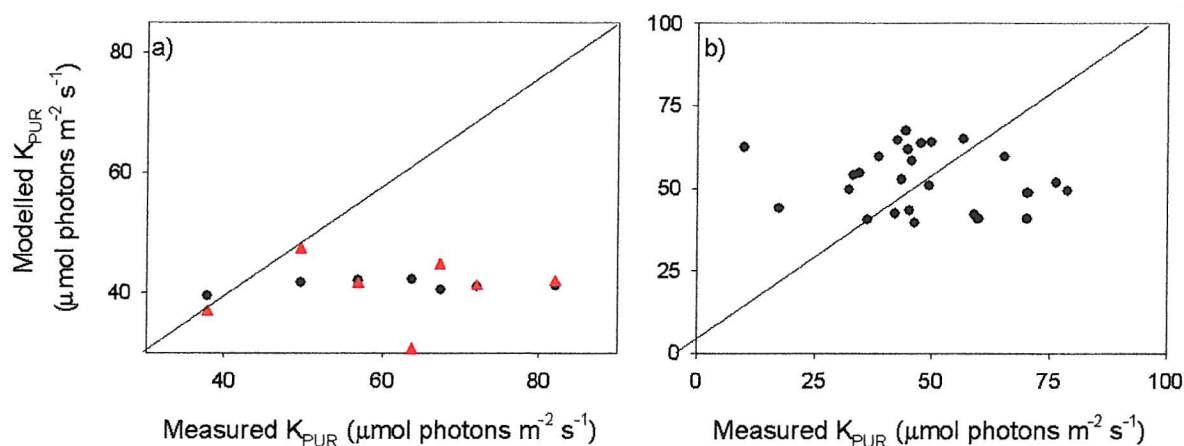 a)
80
60
40
40
60
80
Modelled K_PUR
(μmol photons m⁻² s⁻¹)
Measured K_PUR (μmol photons m⁻² s⁻¹)
b)
100
75
50
25
0
0
25
50
75
100
Measured K_PUR (μmol photons m⁻² s⁻¹)